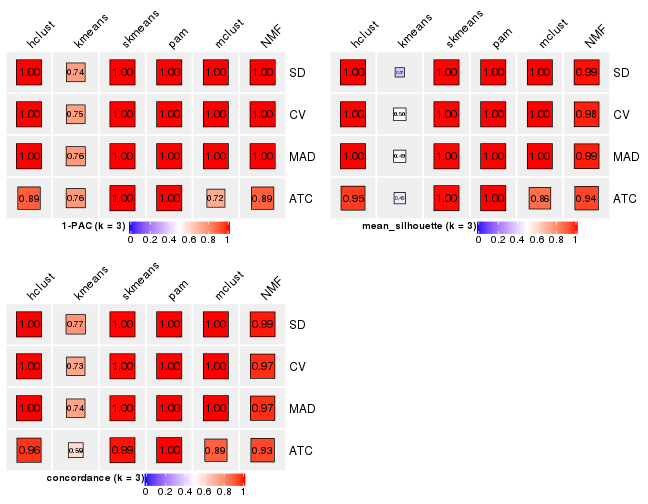 hclust kmeans skmeans pam mclust NMF
1.00 0.74 1.00 1.00 1.00 1.00 SD
1.00 0.75 1.00 1.00 1.00 1.00 CV
1.00 0.76 1.00 1.00 1.00 1.00 MAD
0.89 0.76 1.00 1.00 0.72 0.89 ATC
1-PAC (k = 3)
0 0.2 0.4 0.6 0.8 1
hclust kmeans skmeans pam mclust NMF
1.00 1.00 1.00 1.00 0.99 SD
1.00 0.50 1.00 1.00 1.00 0.98 CV
1.00 0.49 1.00 1.00 1.00 0.99 MAD
0.95 0.45 1.00 1.00 0.86 0.94 ATC
mean_silhouette (k = 3)
0 0.2 0.4 0.6 0.8 1
hclust kmeans skmeans pam mclust NMF
1.00 0.77 1.00 1.00 1.00 0.99 SD
1.00 0.73 1.00 1.00 1.00 0.97 CV
1.00 0.74 1.00 1.00 1.00 0.97 MAD
0.96 0.59 0.99 1.00 0.89 0.93 ATC
concordance (k = 3)
0 0.2 0.4 0.6 0.8 1